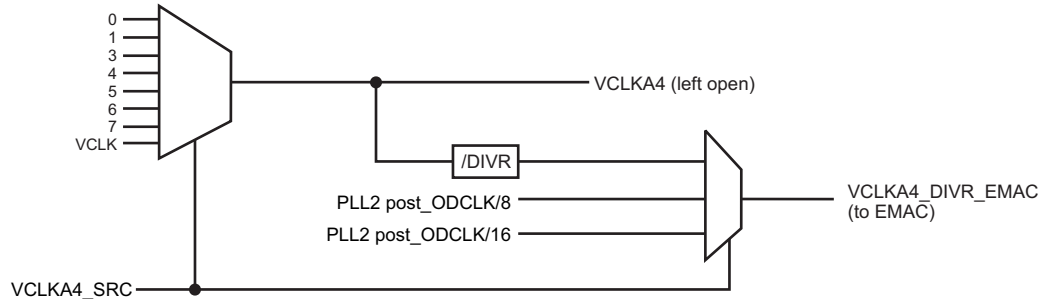 0
1
3
4
5
6
7
VCLK
VCLKA4 (left open)
/DIVR
PLL2 post_ODCLK/8
VCLKA4_DIVR_EMAC
(to EMAC)
PLL2 post_ODCLK/16
VCLKA4_SRC